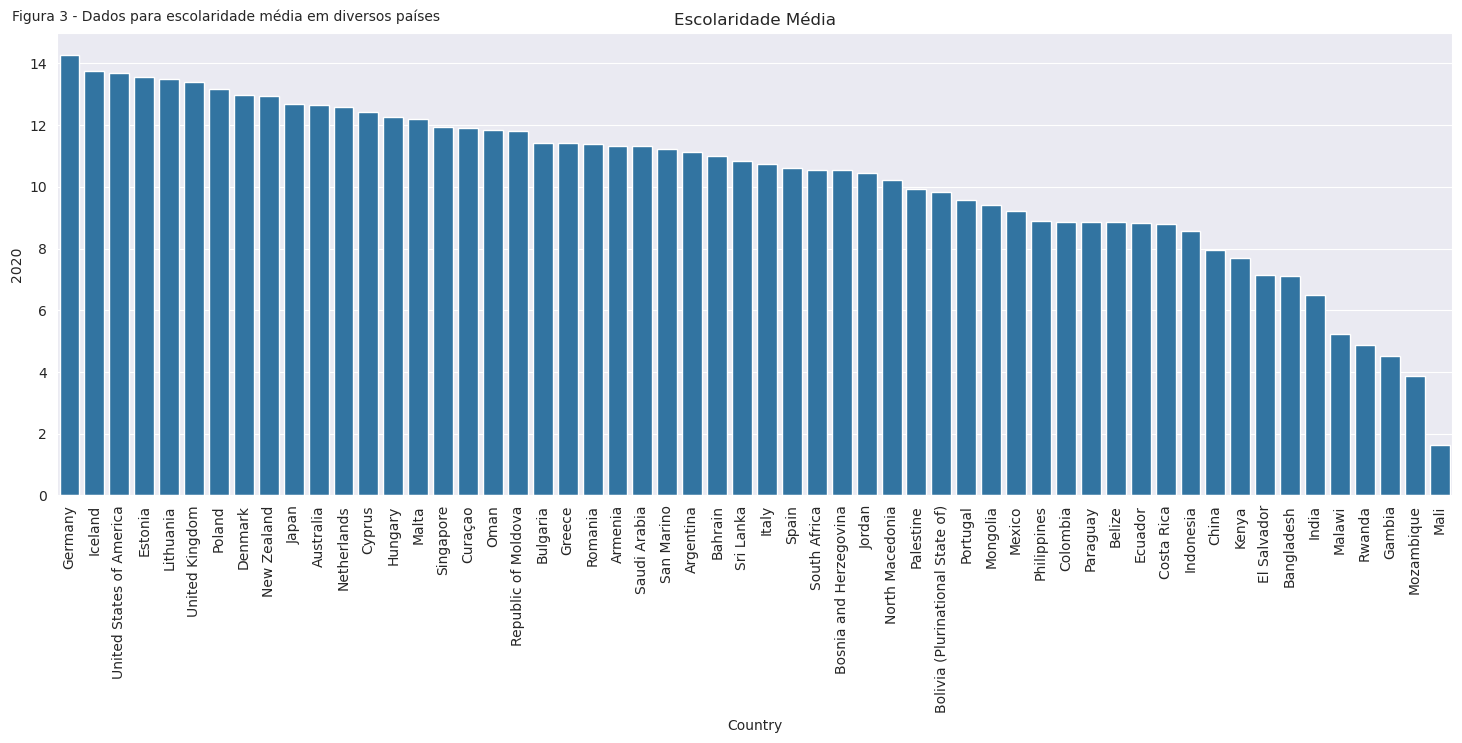 Figura 3 - Dados para escolaridade média em diversos países
Escolaridade Média
14
12
10
8
6
4
2
0
2020
Germany
Iceland
United States of America
Estonia
Lithuania
United Kingdom
Poland
Denmark
New Zealand
Japan
Australia
Netherlands
Cyprus
Hungary
Malta
Singapore
Curaçao
Oman
Republic of Moldova
Bulgaria
Greece
Romania
Armenia
Saudi Arabia
San Marino
Argentina
Bahrain
Sri Lanka
Italy
Spain
South Africa
Bosnia and Herzegovina
Jordan
North Macedonia
Palestine
Bolivia (Plurinational State of)
Portugal
Mongolia
Mexico
Philippines
Colombia
Paraguay
Belize
Ecuador
Costa Rica
Indonesia
China
Kenya
El Salvador
Bangladesh
India
Malawi
Rwanda
Gambia
Mozambique
Mali
Country